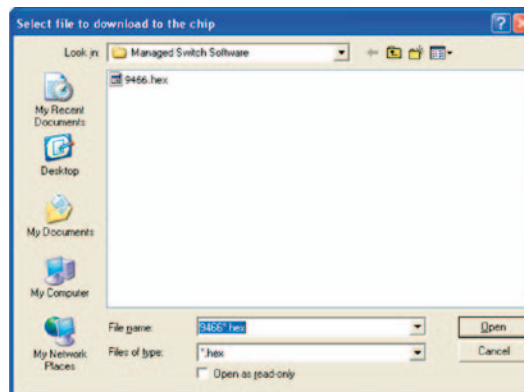 Select file to download to the chip
Look in: Managed Switch Software
9466.hex
My Recent
Documents
Desktop
My Documents
My Computer
My Network
Places
File name: 9466*.hex
Open
Files of type: *.hex
Cancel
Open as read-only